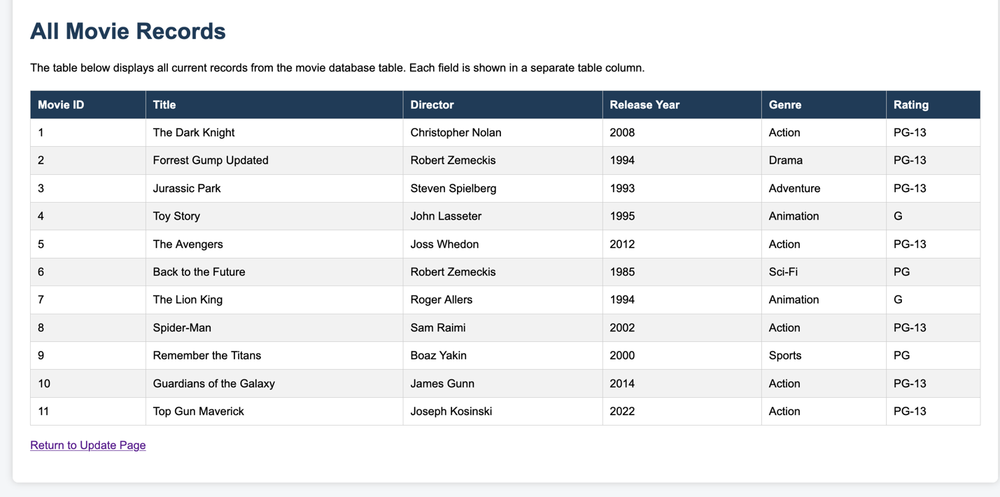 All Movie Records
The table below displays all current records from the movie database table. Each field is shown in a separate table column.
Movie ID Title Director Release Year Genre Rating
1 The Dark Knight Christopher Nolan 2008 Action PG-13
2 Forrest Gump Updated Robert Zemeckis 1994 Drama PG-13
3 Jurassic Park Steven Spielberg 1993 Adventure PG-13
4 Toy Story John Lasseter 1995 Animation G
5 The Avengers Joss Whedon 2012 Action PG-13
6 Back to the Future Robert Zemeckis 1985 Sci-Fi PG
7 The Lion King Roger Allers 1994 Animation G
8 Spider-Man Sam Raimi 2002 Action PG-13
9 Remember the Titans Boaz Yakin 2000 Sports PG
10 Guardians of the Galaxy James Gunn 2014 Action PG-13
11 Top Gun Maverick Joseph Kosinski 2022 Action PG-13
Return to Update Page